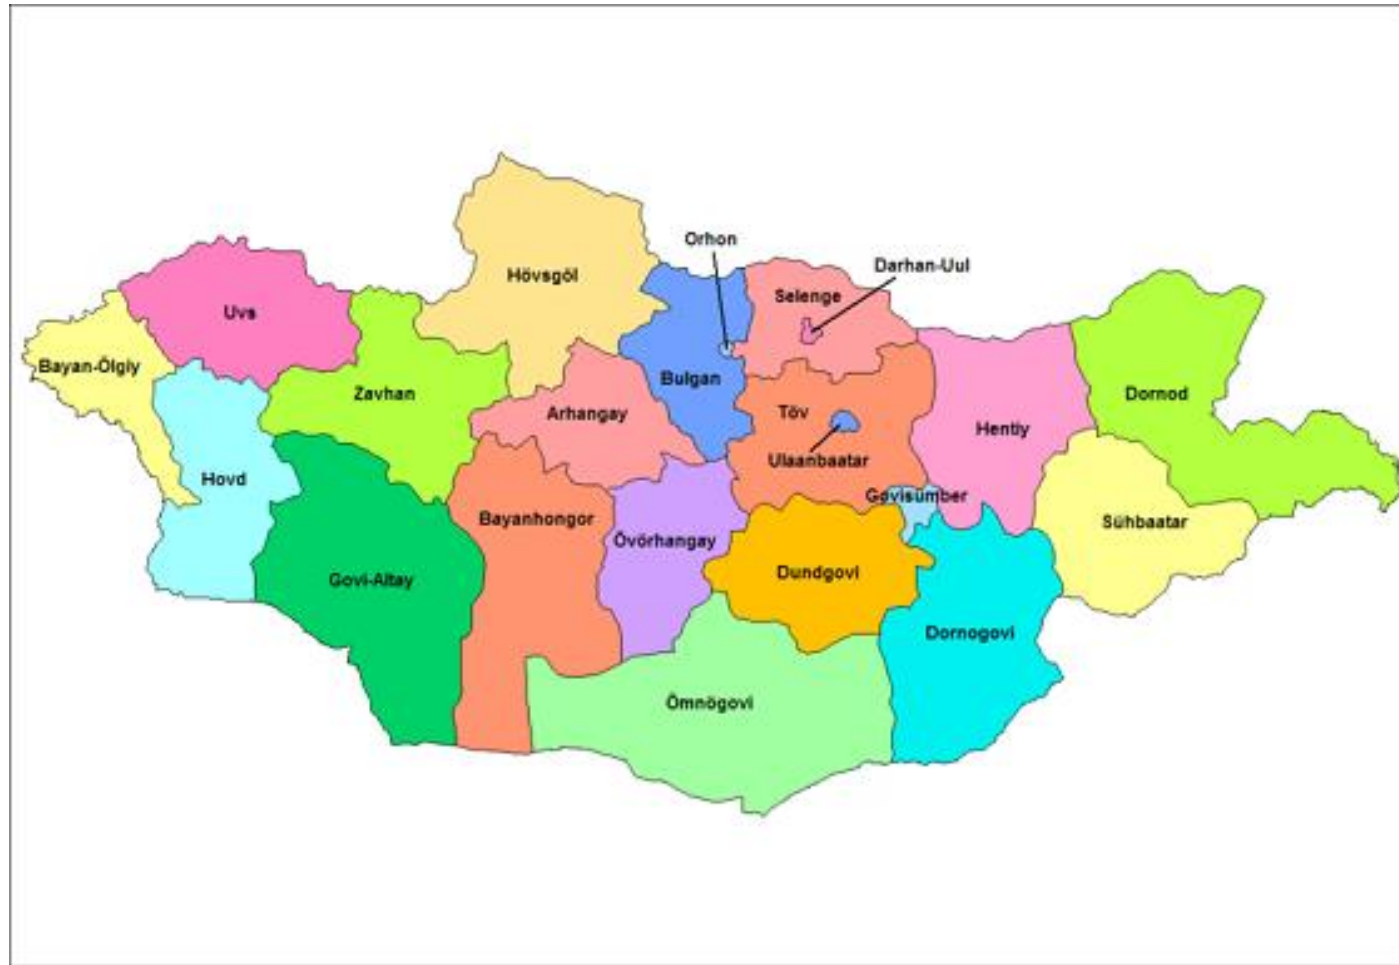 Orhon
Darhan-Uul
Hövsgöl
Selenge
Uvs
Bayan-Ölgiy
Bulgan
Zavhan
Dornod
Arhangay
Töv
Hentiy
Ulaanbaatar
Hovd
Govisümber
Bayanhongor
Sühbaatar
Övörhangay
Dundgovi
Govi-Altay
Dornogovi
Ömnögovi